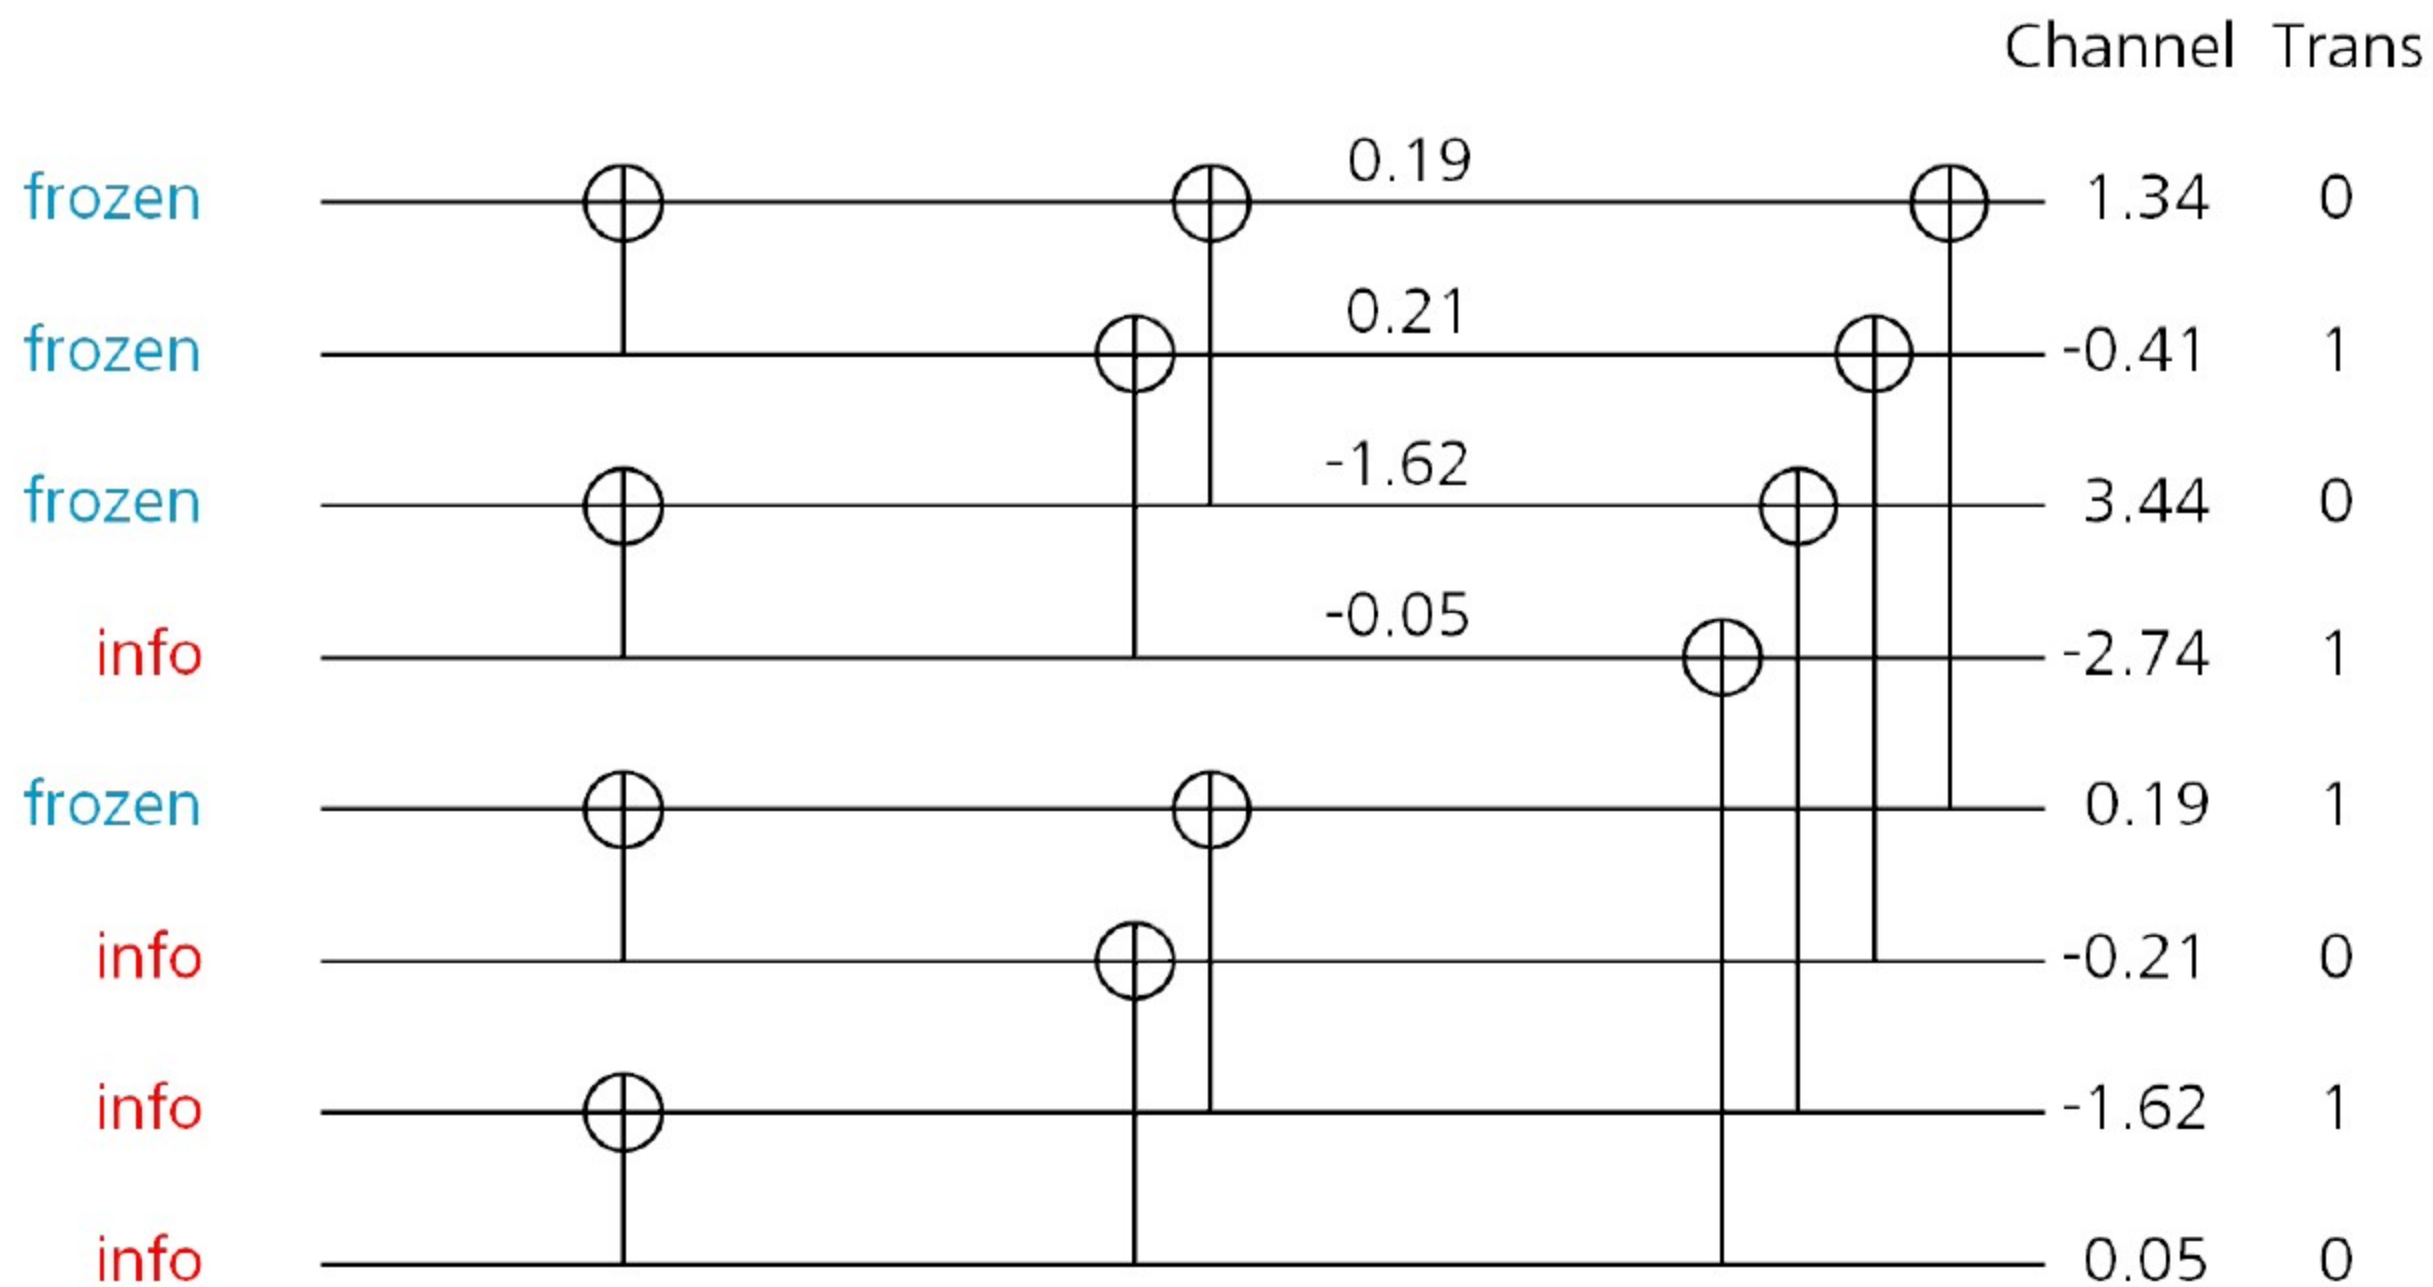 Channel Trans
0.19
frozen 1.34 0
0.21
frozen -0.41 1
-1.62
frozen 3.44 0
-0.05
info -2.74 1
frozen 0.19 1
info -0.21 0
info -1.62 1
info 0.05 0